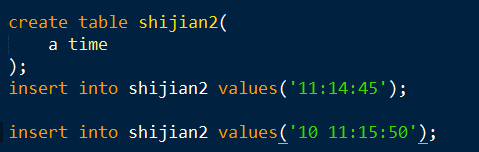 create table shijian2(
    a time
);
insert into shijian2 values('11:14:45');
insert into shijian2 values('10 11:15:50');